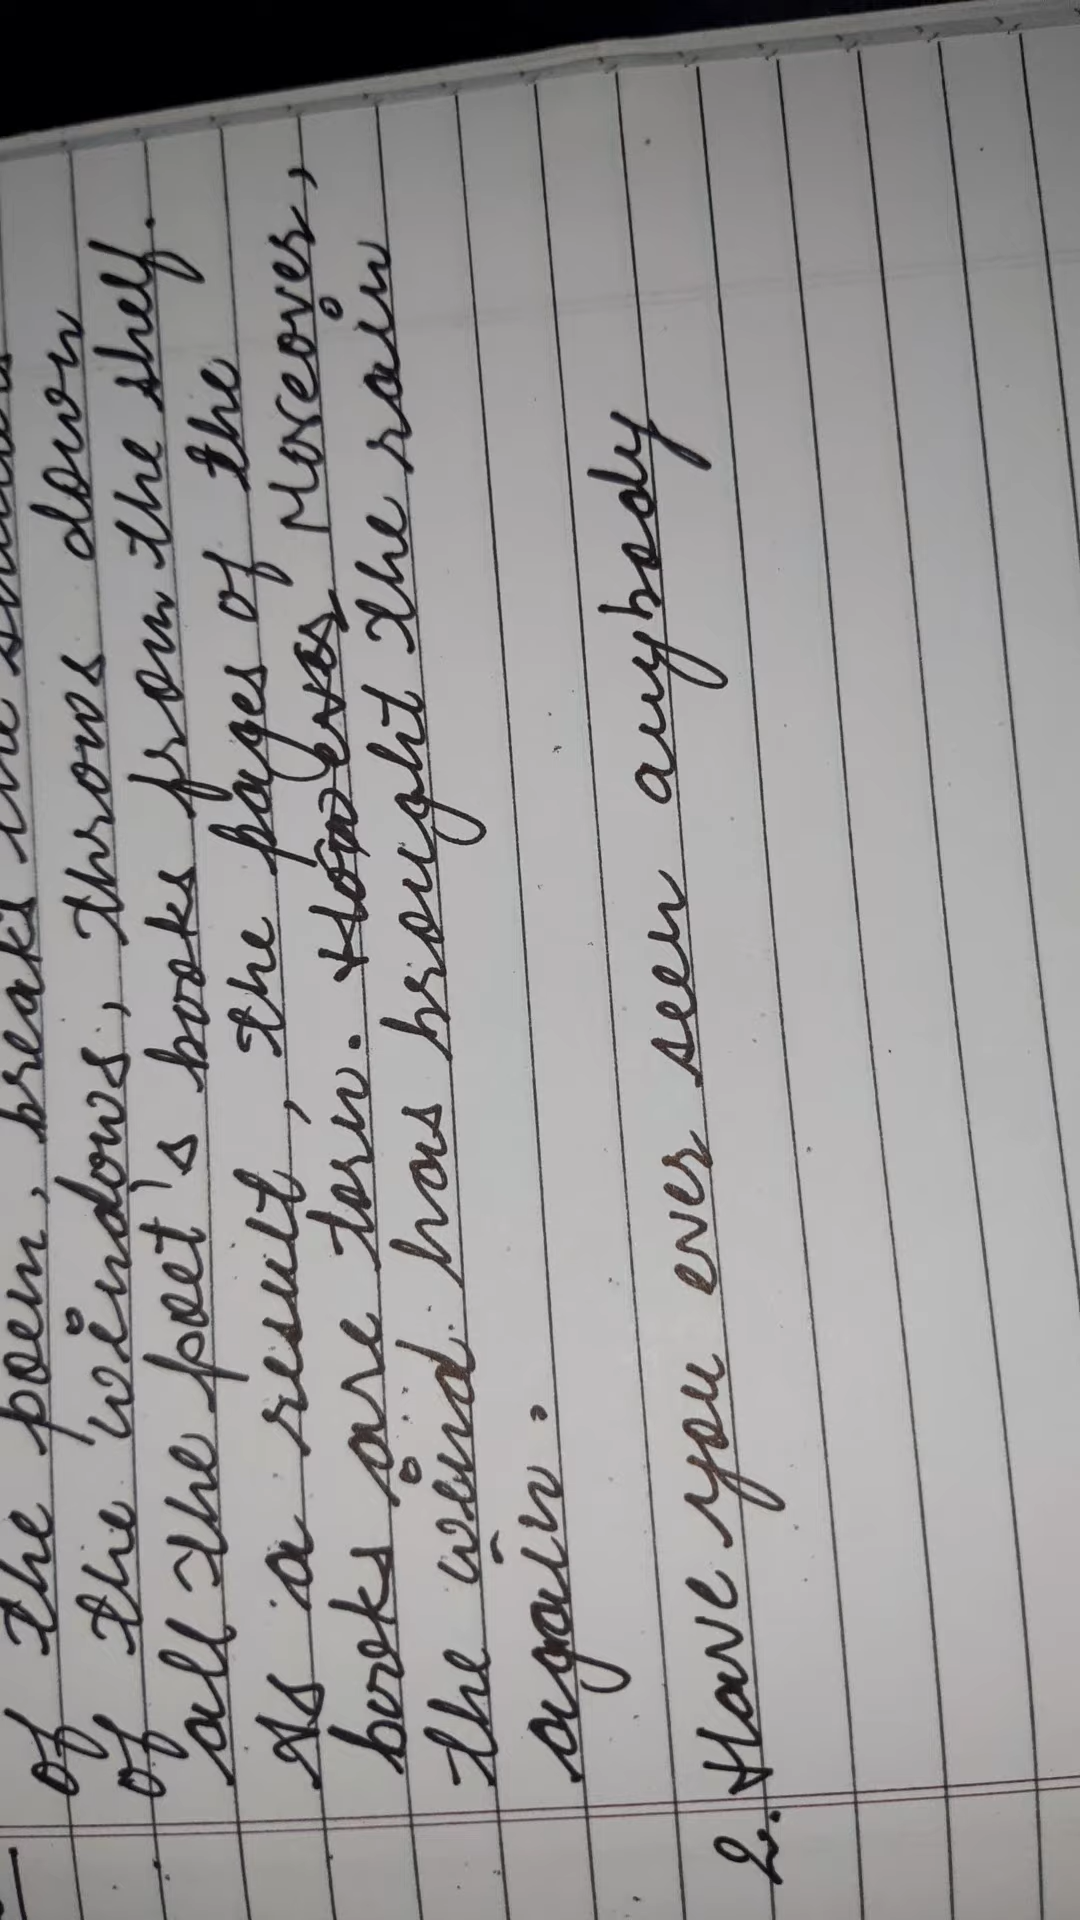 of the poem, breaks the
of the windows, throws down
all the poet's books from the shelf.
As a result, the pages of the
books are torn. However, Moreover,
the wind has brought the rain
again.
2. Have you ever seen anybody